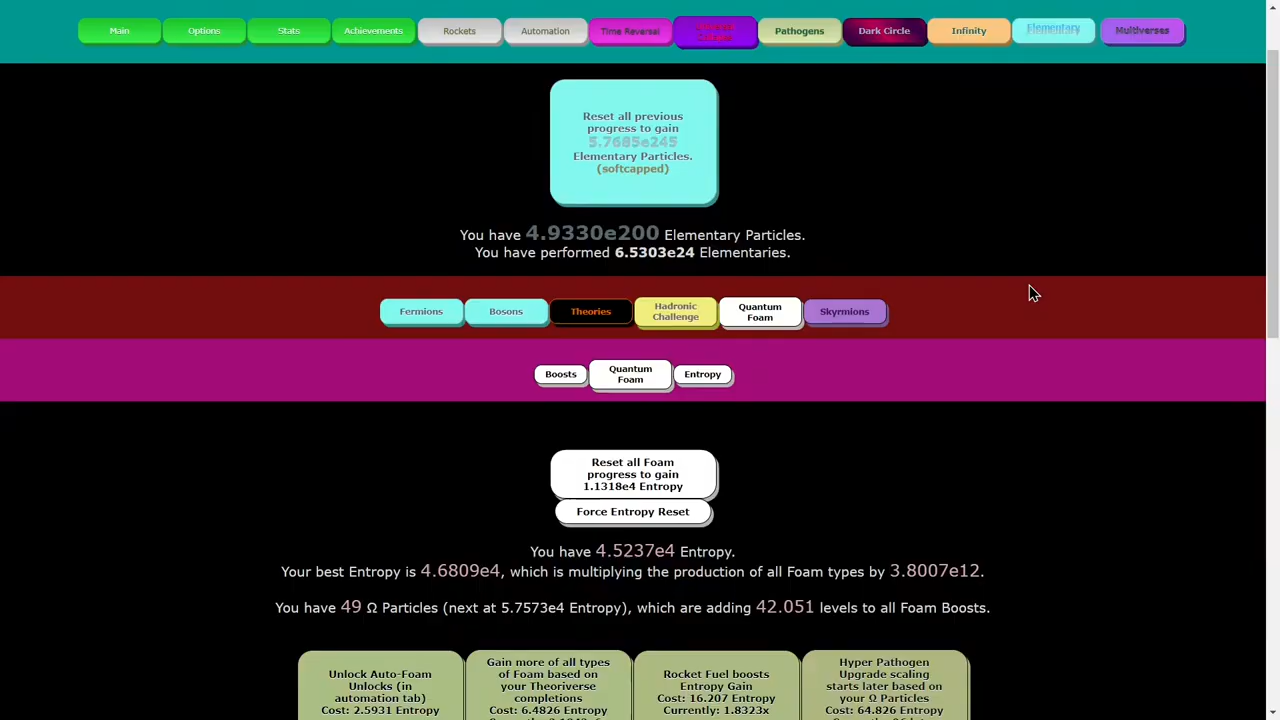 Main Options Stats Achievements Rockets Automation Time Reversal Pathogens Dark Circle Infinity Elementary Multiverses
Reset all previous
progress to gain
5.7685e245
Elementary Particles.
(softcapped)
You have 4.9330e200 Elementary Particles.
You have performed 6.5303e24 Elementaries.
Fermions Bosons Theories Hadronic Challenge Quantum Foam Skyrmions
Boosts Quantum Foam Entropy
Reset all Foam
progress to gain
1.1318e4 Entropy
Force Entropy Reset
You have 4.5237e4 Entropy.
Your best Entropy is 4.6809e4, which is multiplying the production of all Foam types by 3.8007e12.
You have 49 Ω Particles (next at 5.7573e4 Entropy), which are adding 42.051 levels to all Foam Boosts.
Unlock Auto-Foam
Unlocks (in
automation tab)
Cost: 2.5931 Entropy
Gain more of all types
of Foam based on
your Theoriverse
completions
Cost: 6.4826 Entropy
Rocket Fuel boosts
Entropy Gain
Cost: 16.207 Entropy
Currently: 1.8323x
Hyper Pathogen
Upgrade scaling
starts later based on
your Ω Particles
Cost: 64.826 Entropy